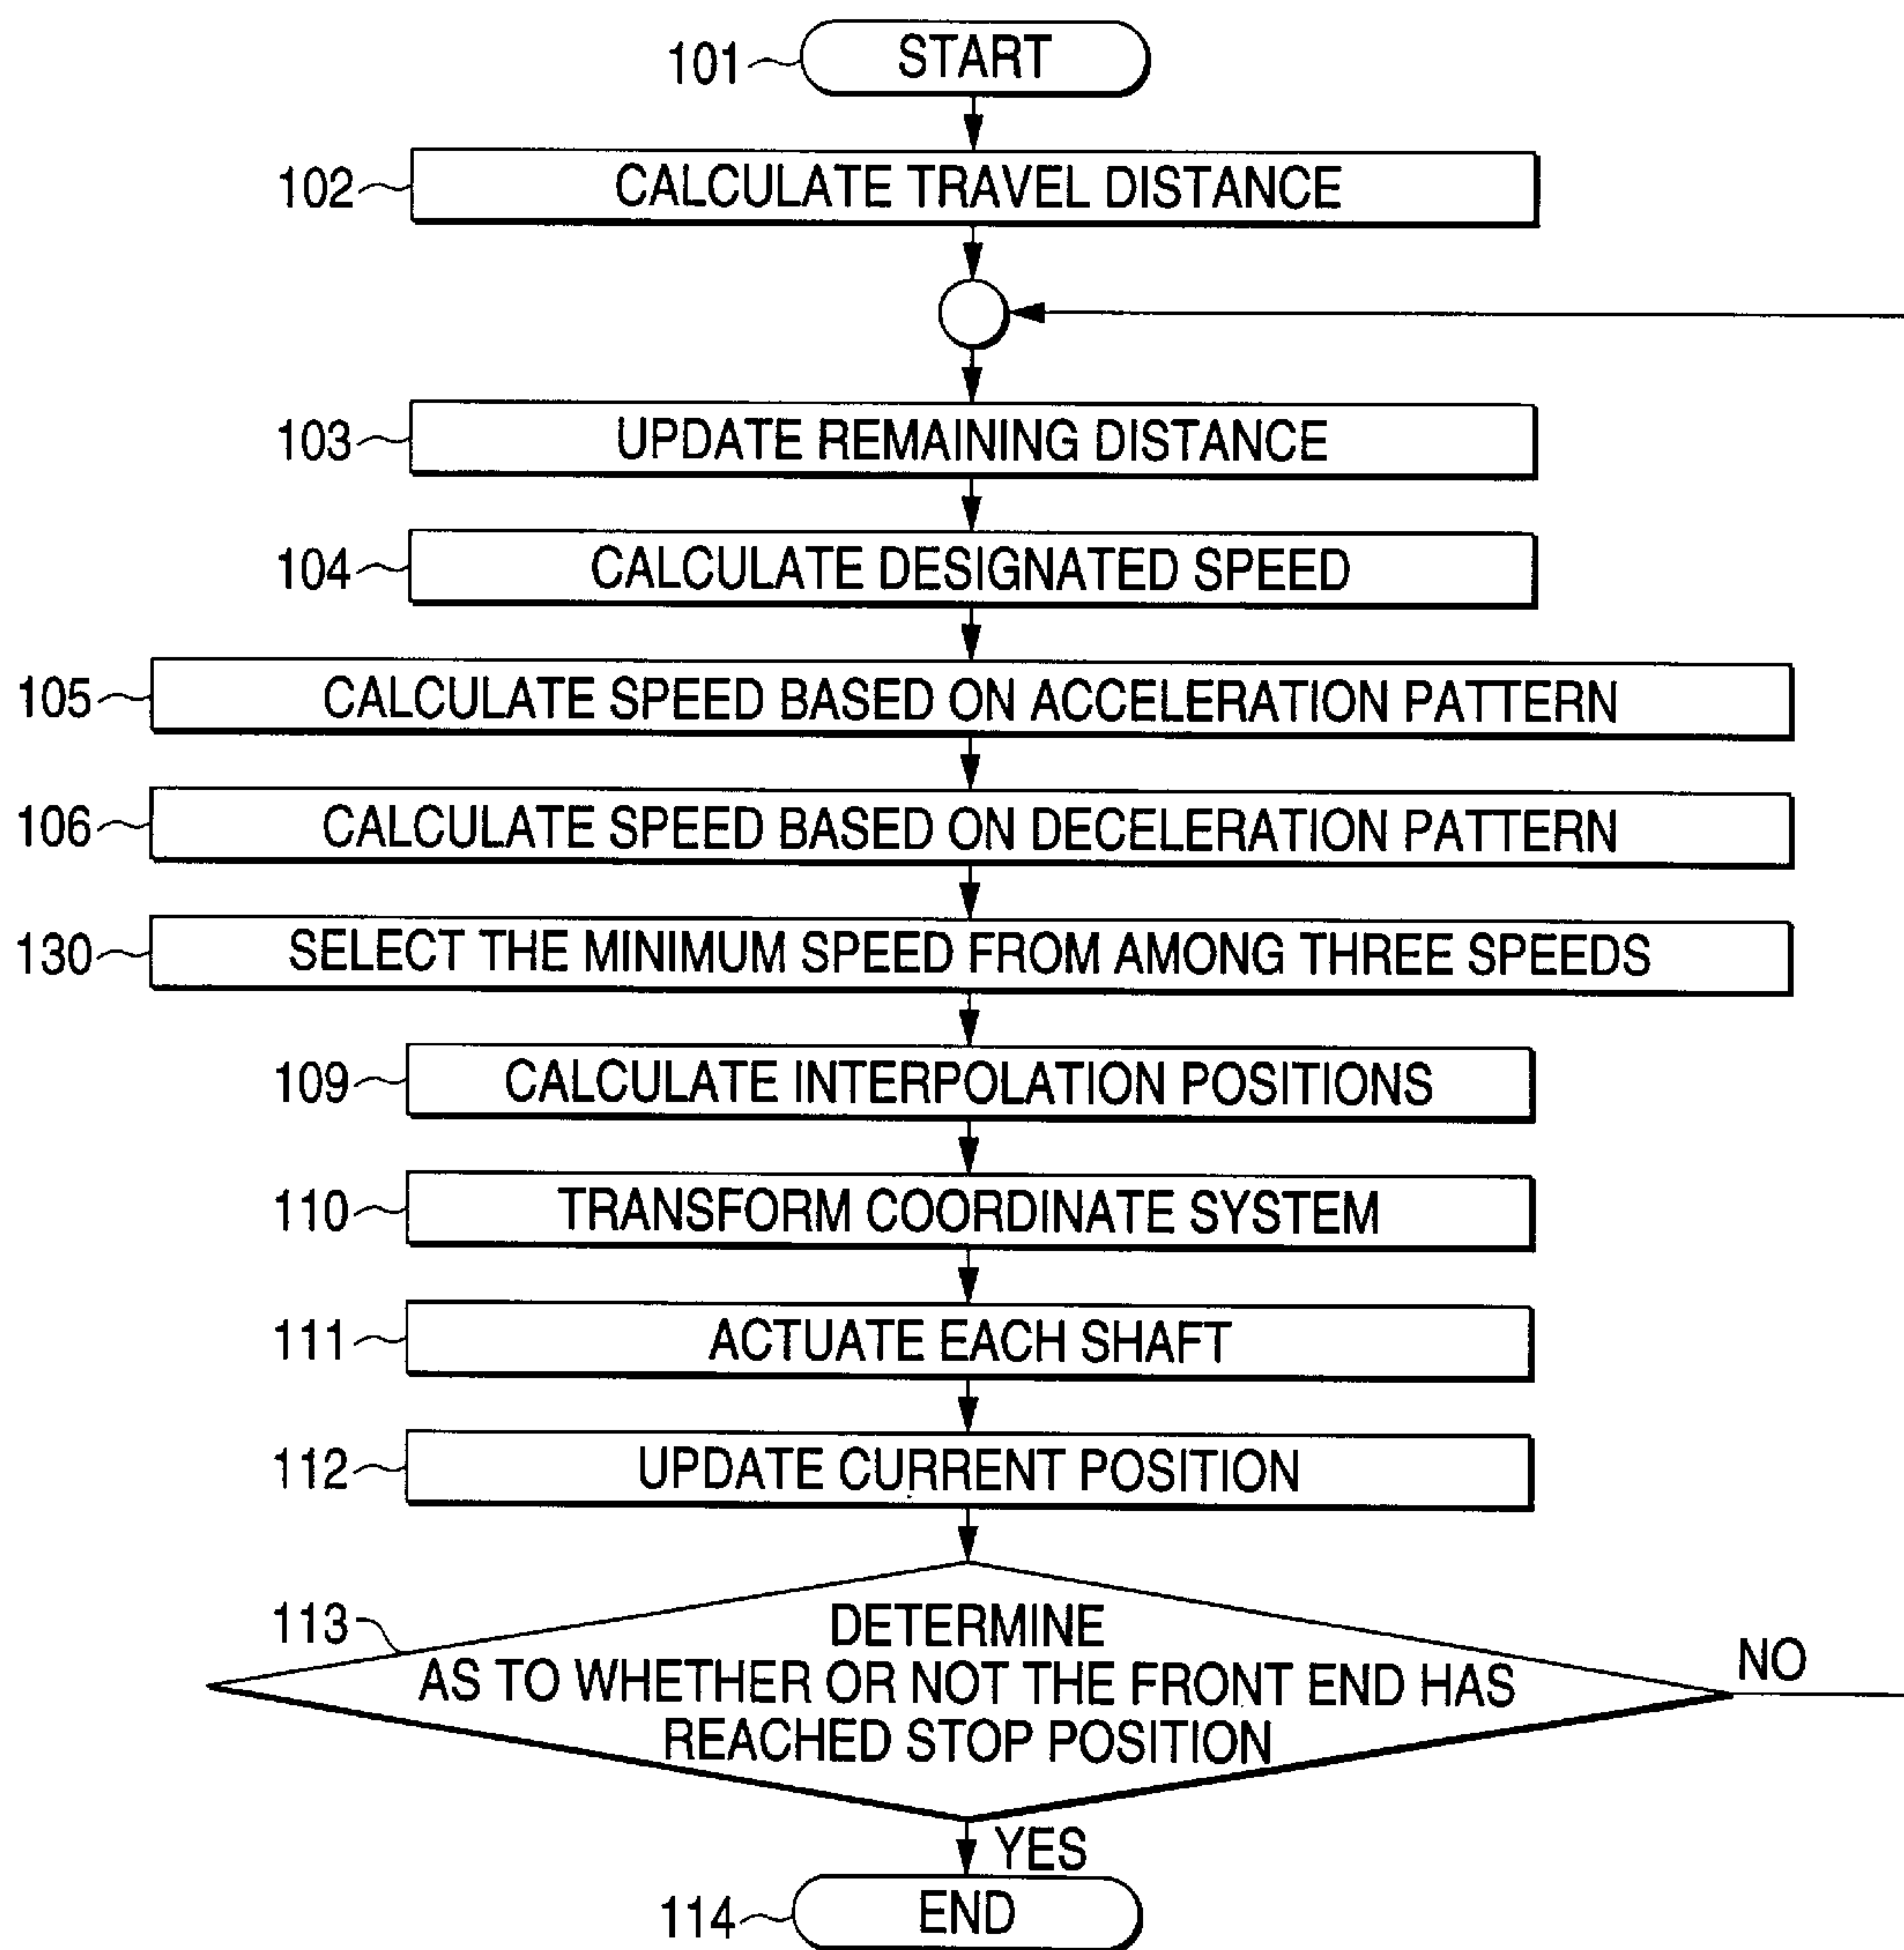 101 START
102 CALCULATE TRAVEL DISTANCE
103 UPDATE REMAINING DISTANCE
104 CALCULATE DESIGNATED SPEED
105 CALCULATE SPEED BASED ON ACCELERATION PATTERN
106 CALCULATE SPEED BASED ON DECELERATION PATTERN
130 SELECT THE MINIMUM SPEED FROM AMONG THREE SPEEDS
109 CALCULATE INTERPOLATION POSITIONS
110 TRANSFORM COORDINATE SYSTEM
111 ACTUATE EACH SHAFT
112 UPDATE CURRENT POSITION
113 DETERMINE
AS TO WHETHER OR NOT THE FRONT END HAS
REACHED STOP POSITION
NO
YES
114 END